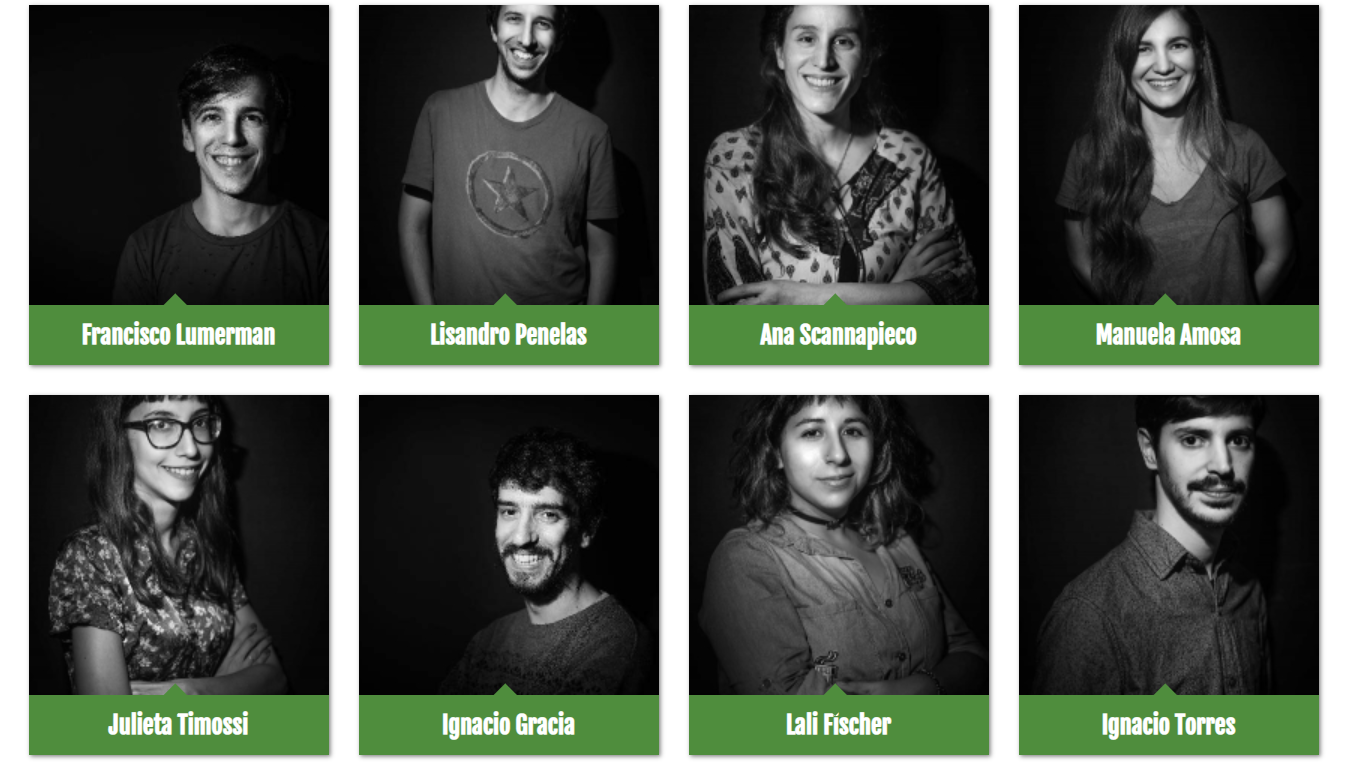 Francisco Lumerman
Lisandro Penelas
Ana Scannapieco
Manuela Amosa
Julieta Timossi
Ignacio Gracia
Lali Fischer
Ignacio Torres